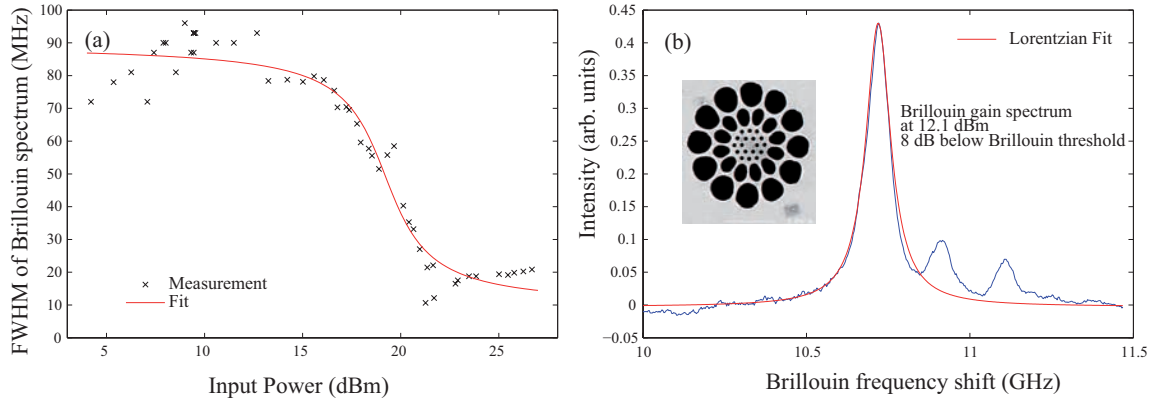 FWHM of Brillouin spectrum (MHz)
100
90
80
70
60
50
40
30
20
10
0
(a)
Measurement
Fit
5
10
15
20
25
Input Power (dBm)
Intensity (arb. units)
0.45
0.4
0.35
0.3
0.25
0.2
0.15
0.1
0.05
0
−0.05
(b)
Lorentzian Fit
Brillouin gain spectrum
at 12.1 dBm
8 dB below Brillouin threshold
10
10.5
11
11.5
Brillouin frequency shift (GHz)